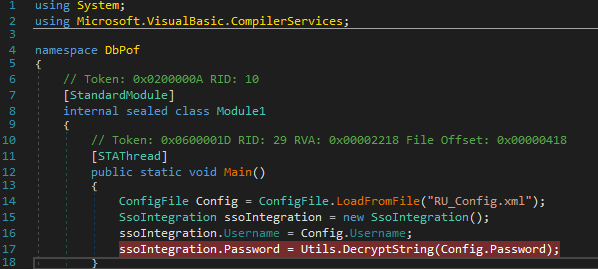 1 using System;
2 using Microsoft.VisualBasic.CompilerServices;
3
4 namespace DbPof
5 {
6 // Token: 0x0200000A RID: 10
7 [StandardModule]
8 internal sealed class Module1
9 {
10 // Token: 0x0600001D RID: 29 RVA: 0x00002218 File Offset: 0x00000418
11 [STAThread]
12 public static void Main()
13 {
14 ConfigFile Config = ConfigFile.LoadFromFile("RU_Config.xml");
15 SsoIntegration ssoIntegration = new SsoIntegration();
16 ssoIntegration.Username = Config.Username;
17 ssoIntegration.Password = Utils.DecryptString(Config.Password);
18 }